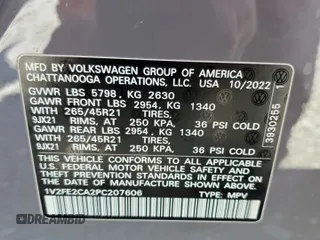 MFD BY VOLKSWAGEN GROUP OF AMERICA
CHATTANOOGA OPERATIONS, LLC. US 10/2022
GVWR LBS 5798, KG 2630
GAWR FRONT LBS 2954, KG 1340
WITH 265/45R21 TIRES,
9JX21 RIMS, AT 250 KPA, 36 PSI COLD
GAWR REAR LBS 2954, KG 1340
WITH 265/45R21 TIRES,
9JX21 RIMS, AT 250 KPA, 36 PSI COLD
THIS VEHICLE CONFORMS TO ALL APPLICABLE
U.S. FEDERAL MOTOR VEHICLE SAFETY AND
THEFT PREVENTION STANDARDS IN EFFECT ON
THE DATE OF MANUFACTURE SHOWN ABOVE.
1V2FE2CA2PC207606 TYPE: MPV
3930255 1